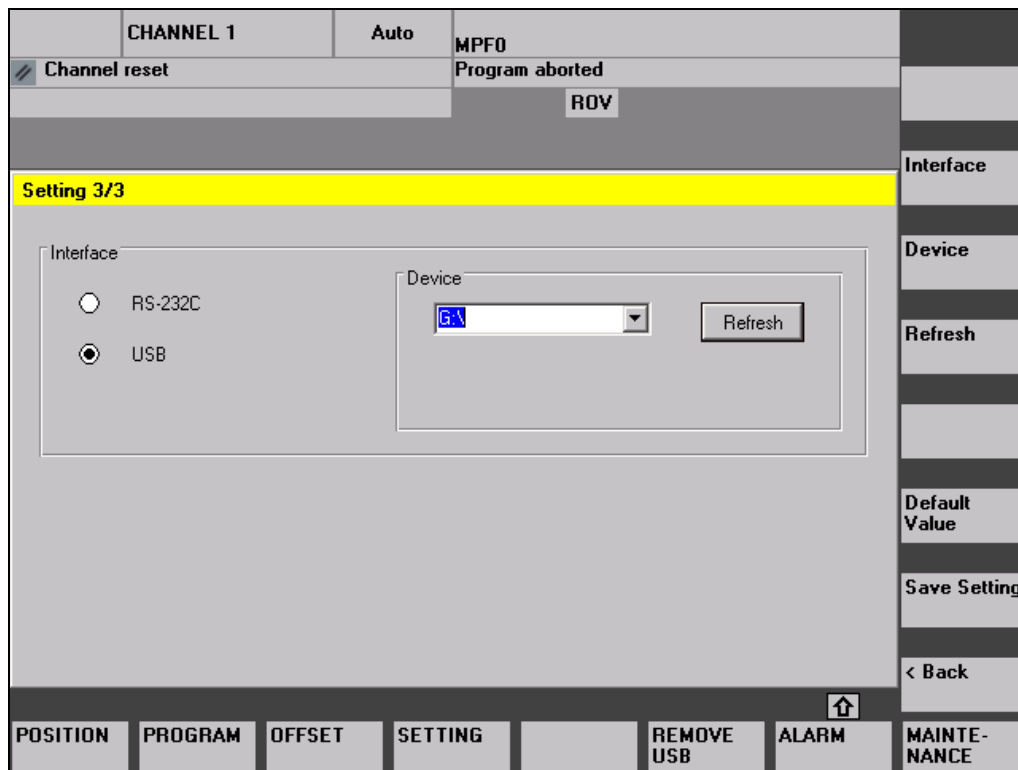 CHANNEL 1
Auto
MPF0
Channel reset
Program aborted
ROV
Setting 3/3
Interface
RS-232C
USB
Device
G:\
Refresh
Interface
Device
Refresh
Default
Value
Save Setting
< Back
POSITION
PROGRAM
OFFSET
SETTING
REMOVE
USB
ALARM
MAINTE-
NANCE